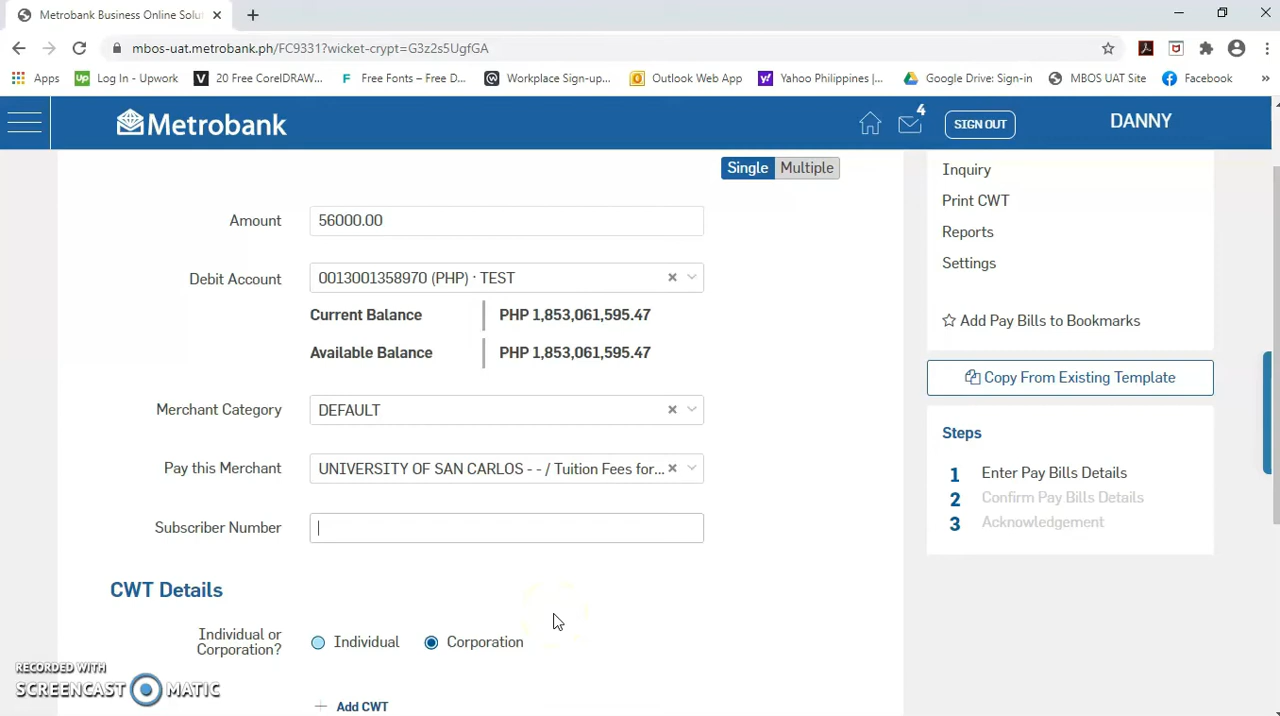 Metrobank Business Online Solut
mbos-uat.metrobank.ph/FC9331?wicket-crypt=G3z2s5UgfGA
Apps
Up Log In - Upwork
V 20 Free CorelDRAW...
F Free Fonts – Free D...
Workplace Sign-up...
Outlook Web App
Yahoo Philippines |...
Google Drive: Sign-in
MBOS UAT Site
Facebook
»
Metrobank
4
SIGN OUT
DANNY
Single Multiple
Amount 56000.00
Debit Account 0013001358970 (PHP) · TEST
Current Balance PHP 1,853,061,595.47
Available Balance PHP 1,853,061,595.47
Merchant Category DEFAULT
Pay this Merchant UNIVERSITY OF SAN CARLOS - - / Tuition Fees for...
Subscriber Number
CWT Details
Individual or
Corporation?
Individual Corporation
Add CWT
Inquiry
Print CWT
Reports
Settings
Add Pay Bills to Bookmarks
Copy From Existing Template
Steps
1 Enter Pay Bills Details
2 Confirm Pay Bills Details
3 Acknowledgement
RECORDED WITH
SCREENCAST MATIC